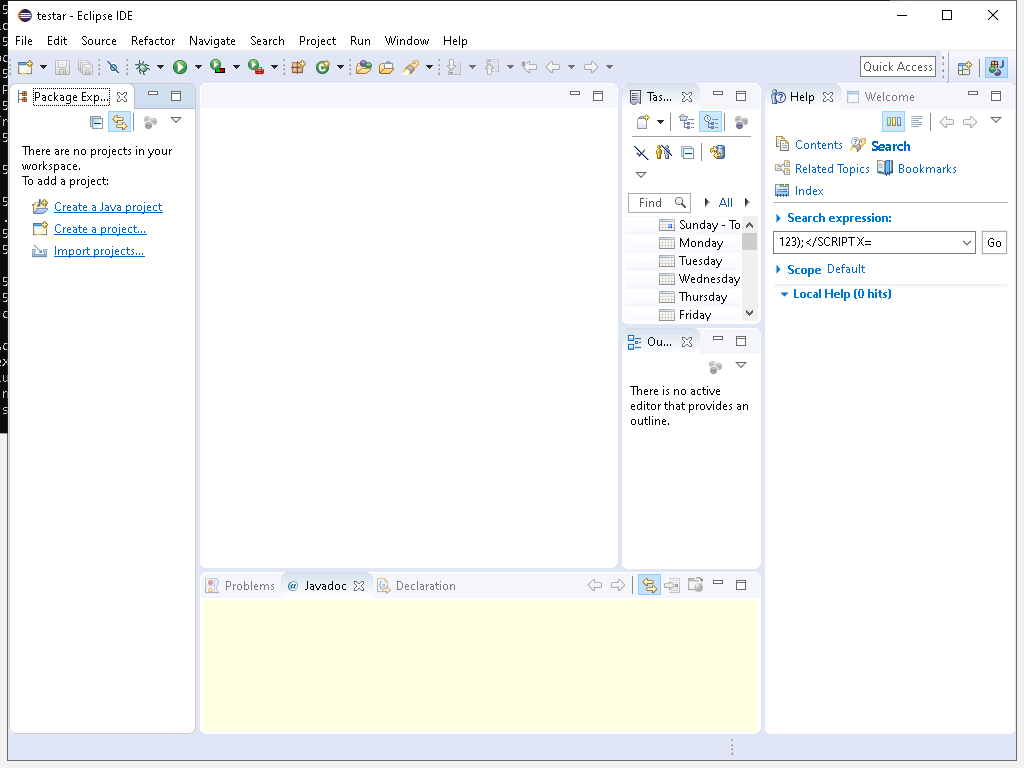 testar - Eclipse IDE
File Edit Source Refactor Navigate Search Project Run Window Help
Quick Access
Package Exp...
There are no projects in your
workspace.
To add a project:
Create a Java project
Create a project...
Import projects...
Tas...
Find
All
Sunday - To
Monday
Tuesday
Wednesday
Thursday
Friday
Ou...
There is no active
editor that provides an
outline.
Help Welcome
Contents Search
Related Topics Bookmarks
Index
Search expression:
123);</SCRIPT X=
Go
Scope Default
Local Help (0 hits)
Problems @ Javadoc Declaration